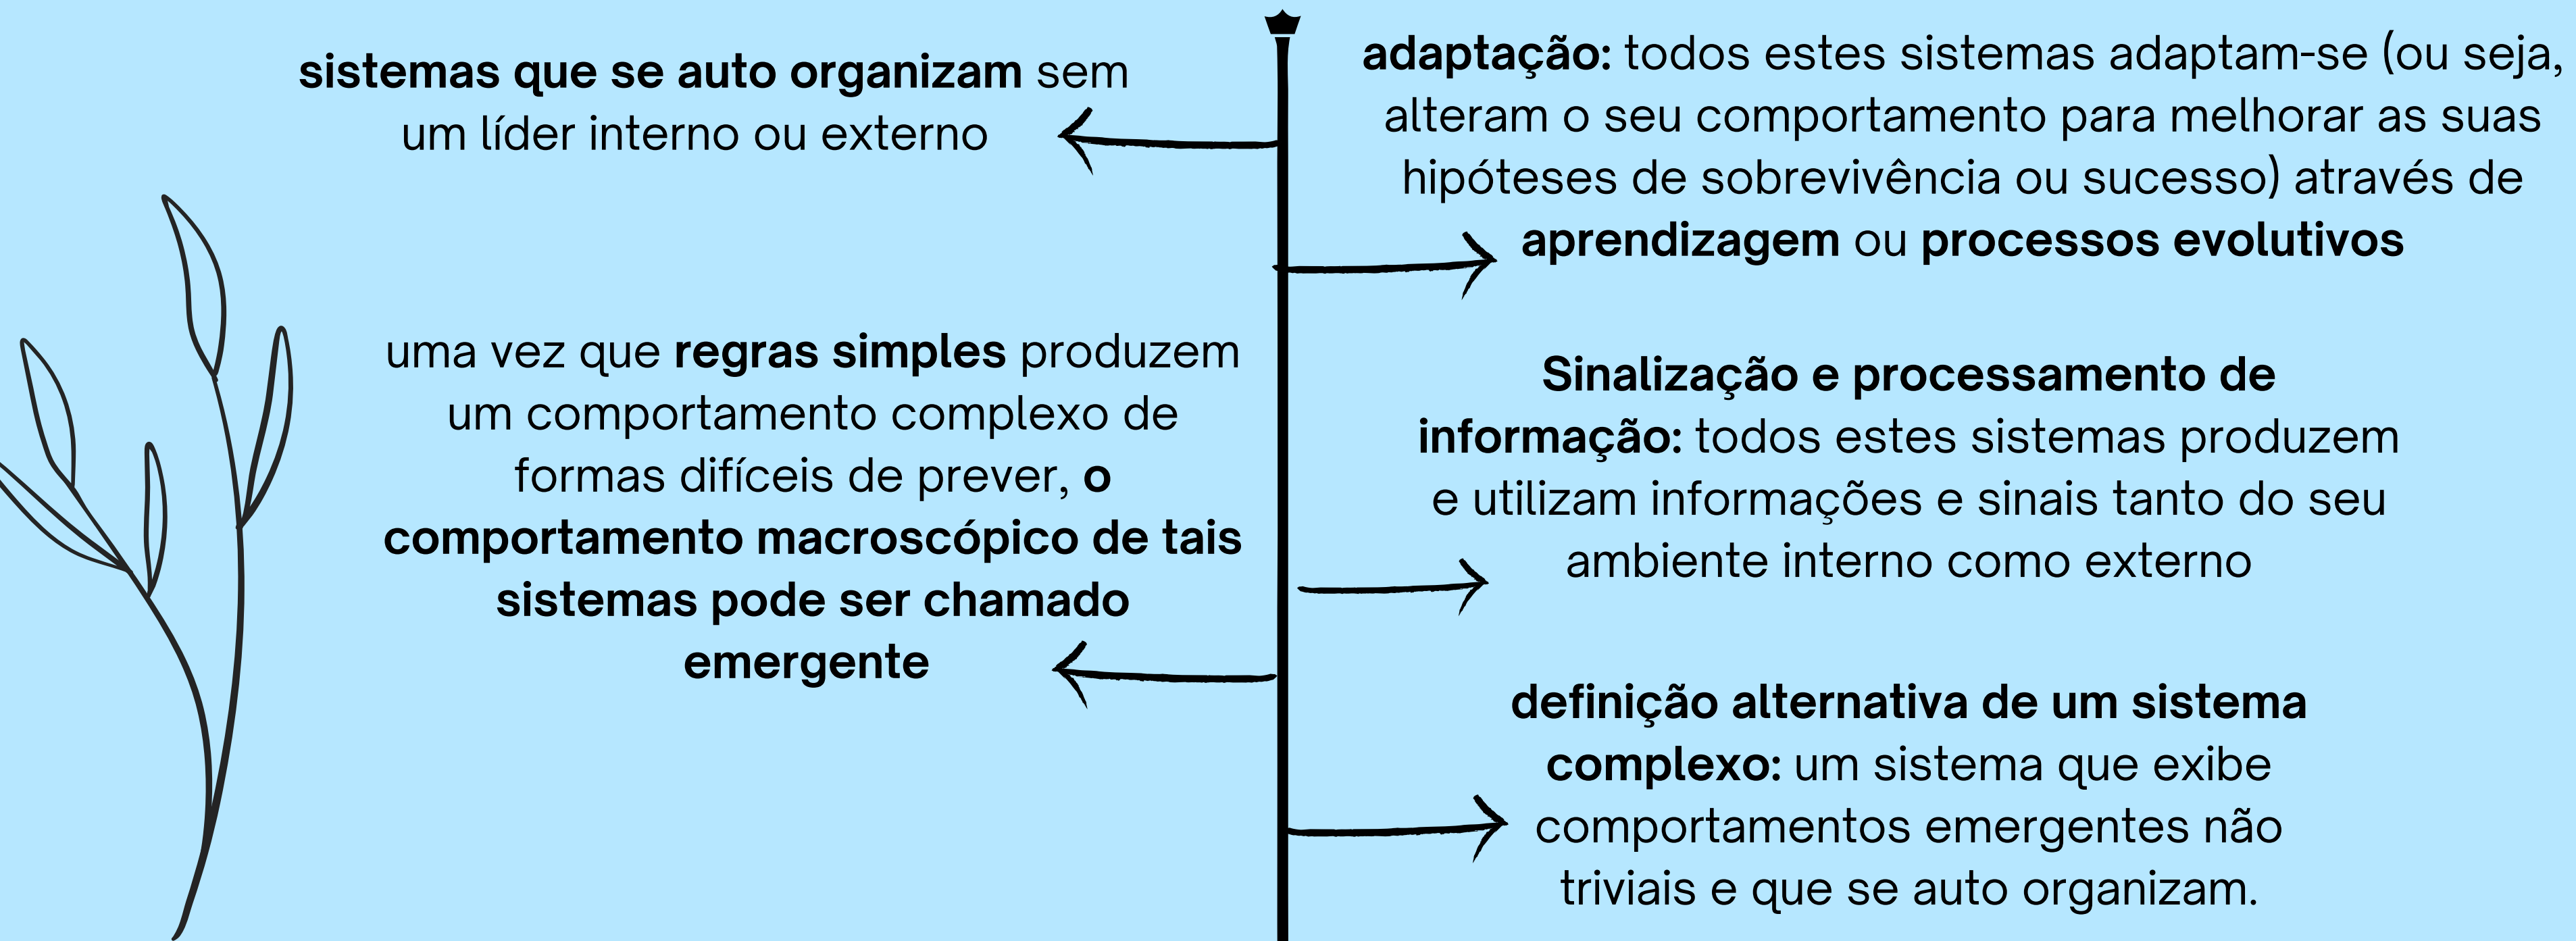 sistemas que se auto organizam sem
um líder interno ou externo
uma vez que regras simples produzem
um comportamento complexo de
formas difíceis de prever, o
comportamento macroscópico de tais
sistemas pode ser chamado
emergente
adaptação: todos estes sistemas adaptam-se (ou seja,
alteram o seu comportamento para melhorar as suas
hipóteses de sobrevivência ou sucesso) através de
aprendizagem ou processos evolutivos
Sinalização e processamento de
informação: todos estes sistemas produzem
e utilizam informações e sinais tanto do seu
ambiente interno como externo
definição alternativa de um sistema
complexo: um sistema que exibe
comportamentos emergentes não
triviais e que se auto organizam.